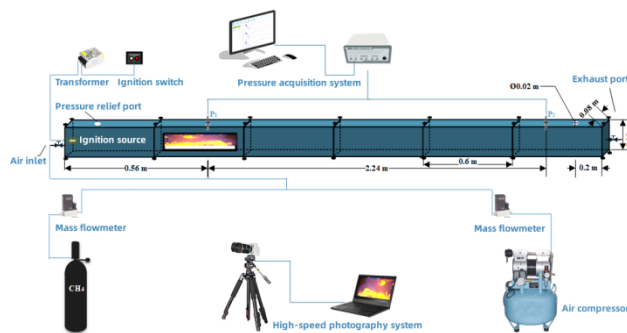 Transformer
Ignition switch
Pressure acquisition system
Exhaust port
Ø0.02 m
0.08 m
Pressure relief port
P₁
P₂
Ignition source
Air inlet
0.56 m
2.24 m
0.6 m
0.2 m
Mass flowmeter
Mass flowmeter
CH₄
High-speed photography system
Air compressor